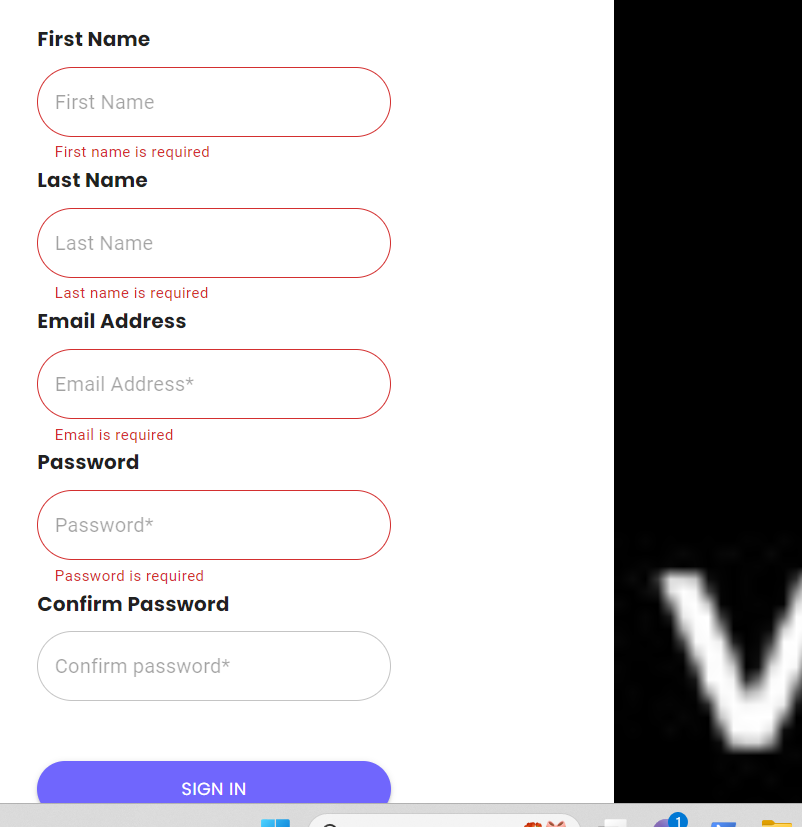 First Name
First Name
First name is required
Last Name
Last Name
Last name is required
Email Address
Email Address*
Email is required
Password
Password*
Password is required
Confirm Password
Confirm password*
SIGN IN
V
1